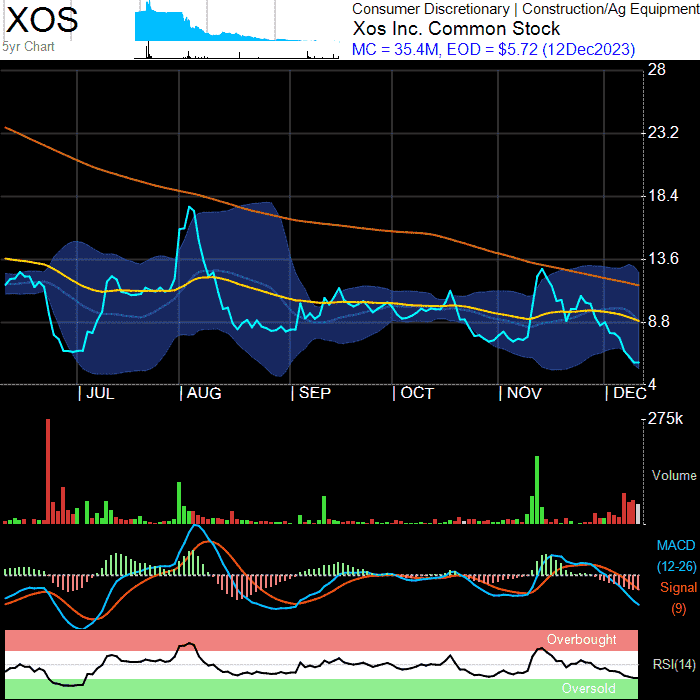 XOS
5yr Chart
Consumer Discretionary | Construction/Ag Equipment
Xos Inc. Common Stock
MC = 35.4M, EOD = $5.72 (12Dec2023)
28
23.2
18.4
13.6
8.8
4
| JUL | AUG | SEP | OCT | NOV | DEC
275k
Volume
MACD
(12-26)
Signal
(9)
Overbought
RSI(14)
Oversold